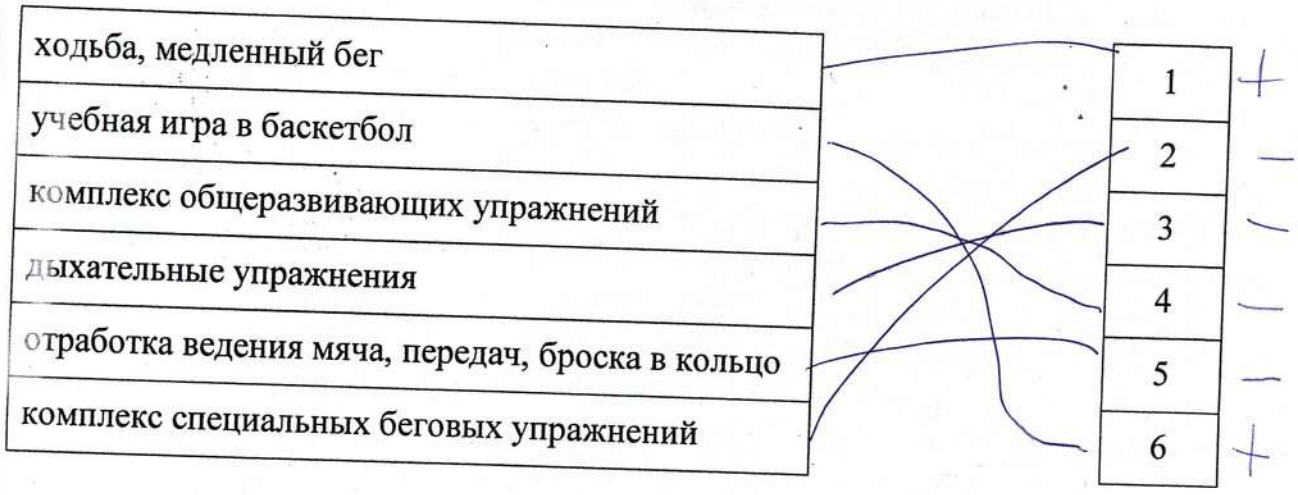 ходьба, медленный бег
1 +
учебная игра в баскетбол
2 −
комплекс общеразвивающих упражнений
3 −
дыхательные упражнения
4 −
отработка ведения мяча, передач, броска в кольцо
5 −
комплекс специальных беговых упражнений
6 +